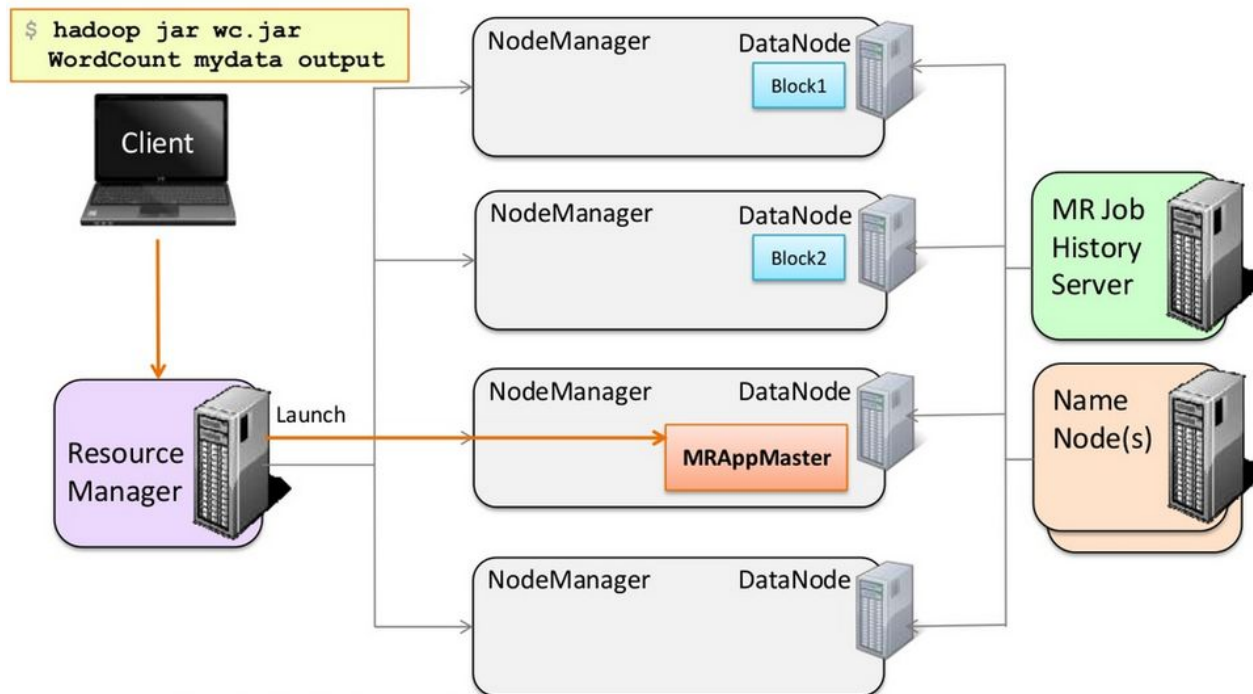 $ hadoop jar wc.jar
WordCount mydata output
Client
Resource
Manager
Launch
NodeManager
DataNode
Block1
NodeManager
DataNode
Block2
NodeManager
DataNode
MRAppMaster
NodeManager
DataNode
MR Job
History
Server
Name
Node(s)